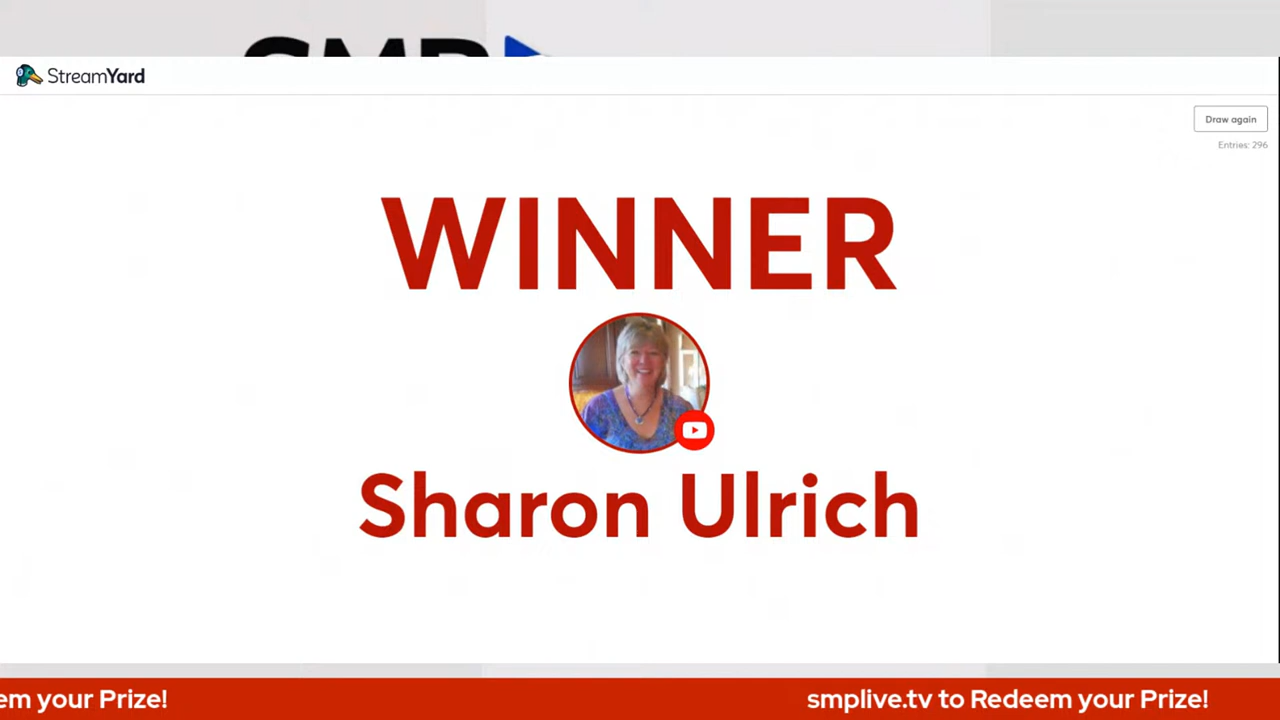 StreamYard
Draw again
Entries: 296
WINNER
Sharon Ulrich
em your Prize!
smplive.tv to Redeem your Prize!